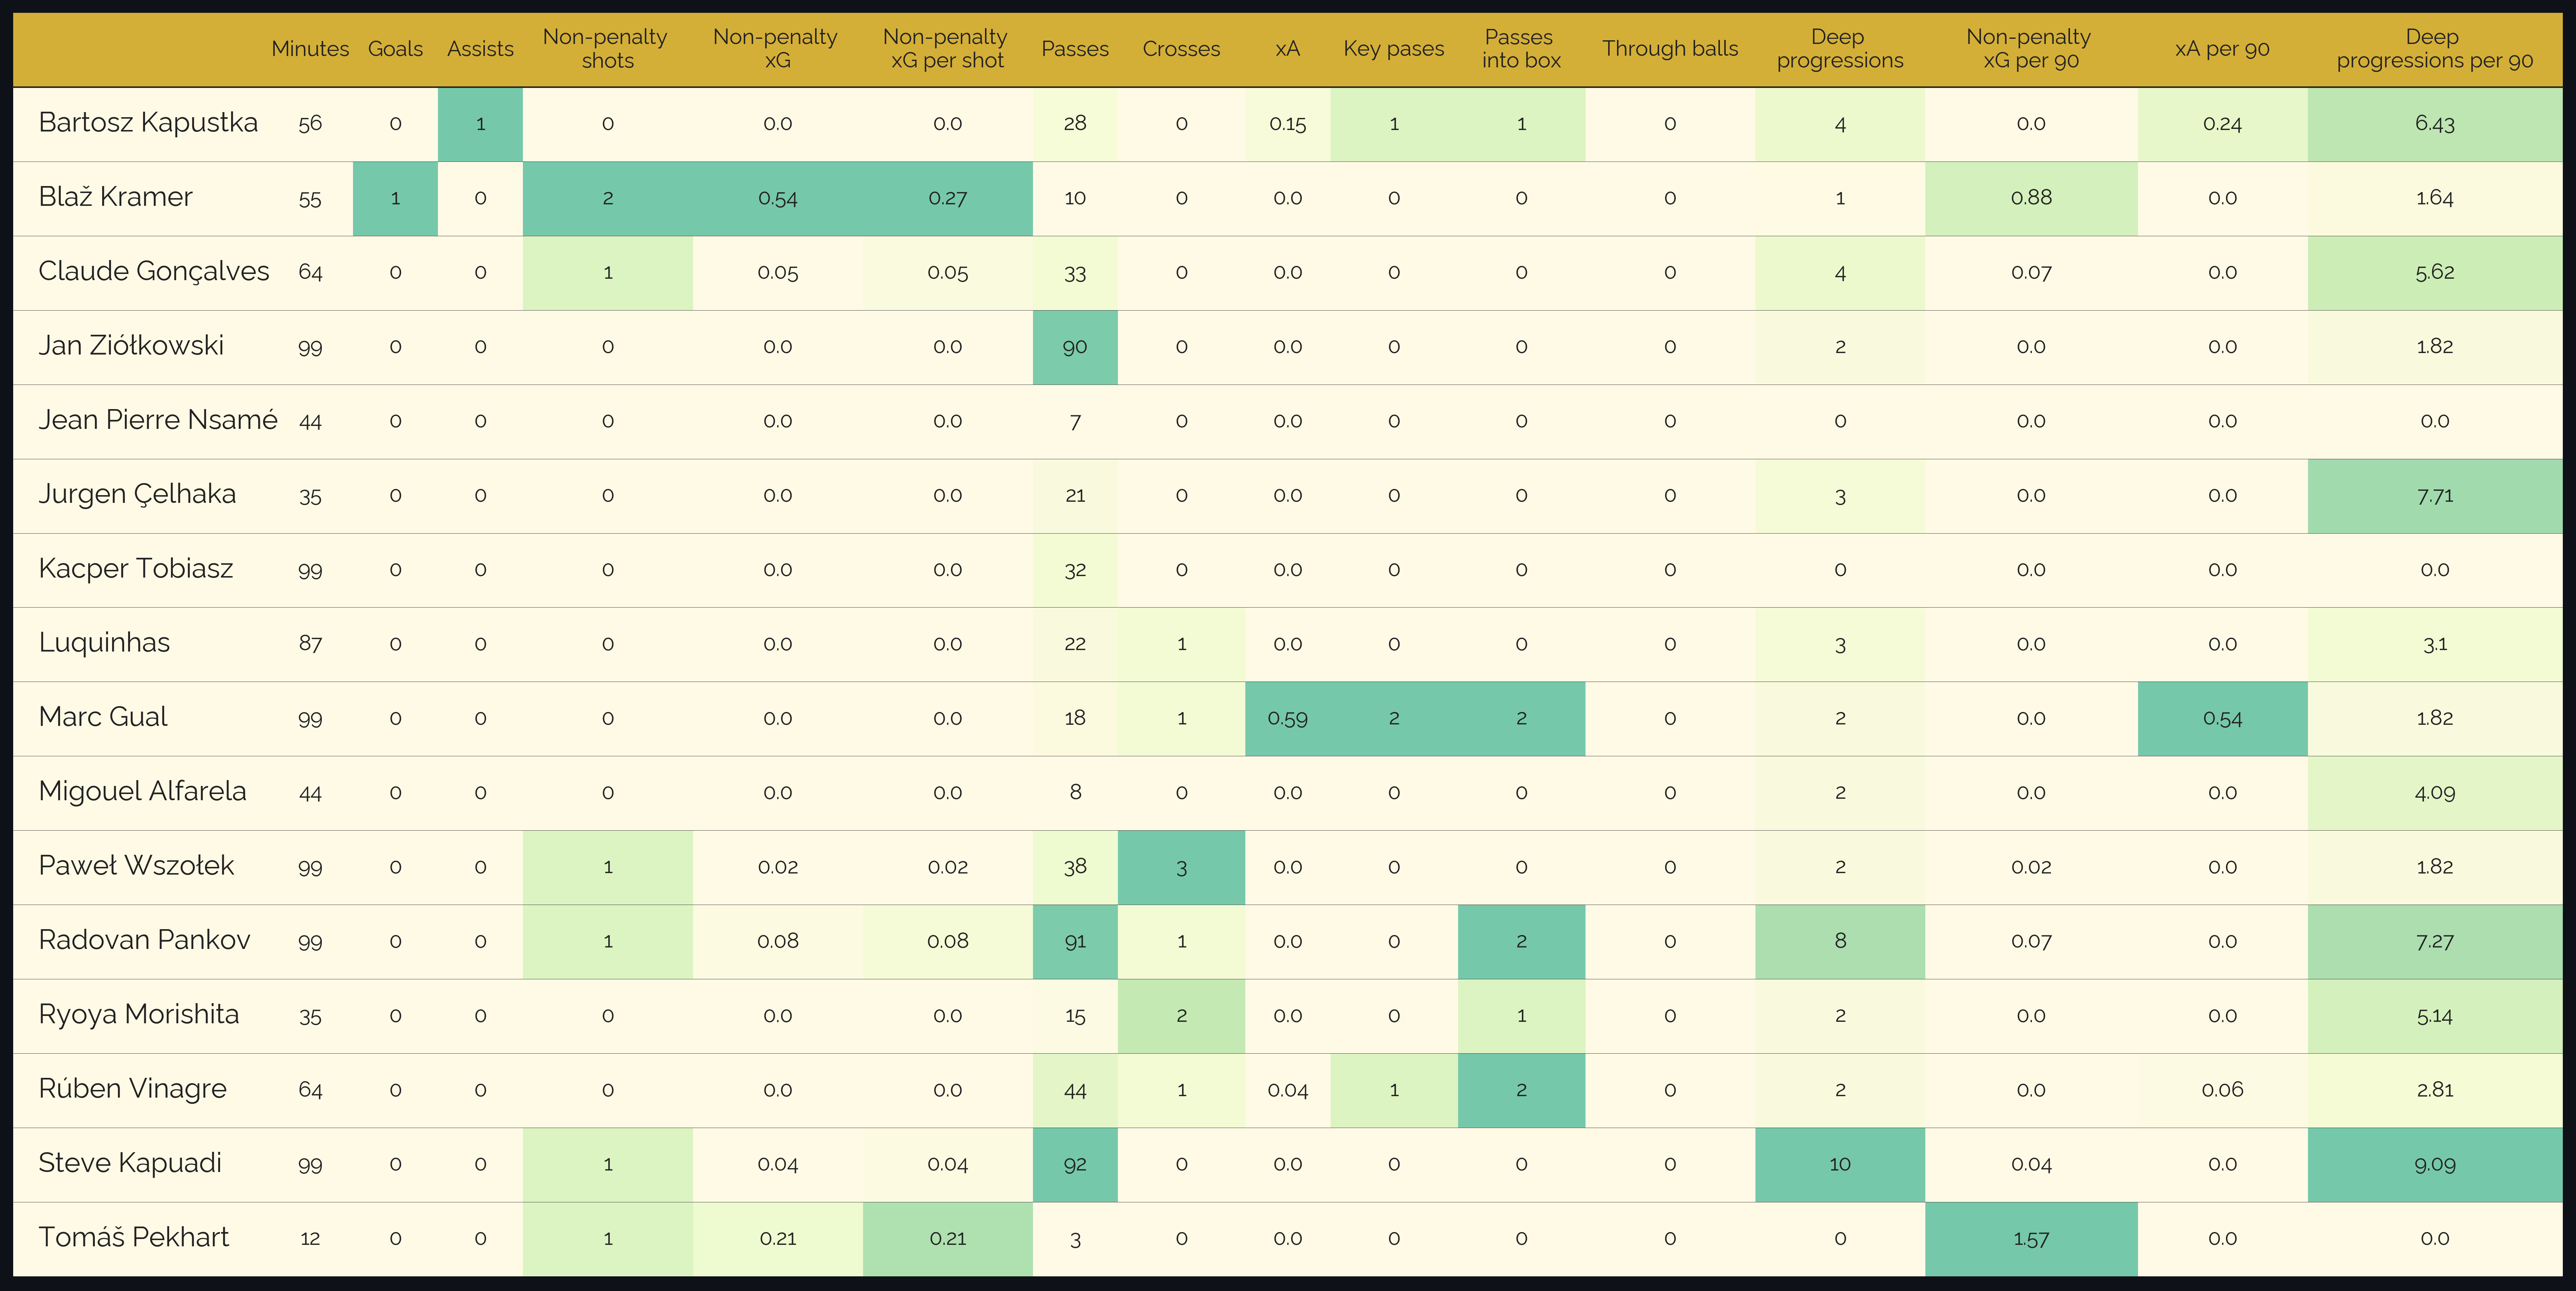 Minutes Goals Assists Non-penalty shots Non-penalty xG Non-penalty xG per shot Passes Crosses xA Key pases Passes into box Through balls Deep progressions Non-penalty xG per 90 xA per 90 Deep progressions per 90
Bartosz Kapustka 56 0 1 0 0.0 0.0 28 0 0.15 1 1 0 4 0.0 0.24 6.43
Blaž Kramer 55 1 0 2 0.54 0.27 10 0 0.0 0 0 0 1 0.88 0.0 1.64
Claude Gonçalves 64 0 0 1 0.05 0.05 33 0 0.0 0 0 0 4 0.07 0.0 5.62
Jan Ziółkowski 99 0 0 0 0.0 0.0 90 0 0.0 0 0 0 2 0.0 0.0 1.82
Jean Pierre Nsamé 44 0 0 0 0.0 0.0 7 0 0.0 0 0 0 0 0.0 0.0 0.0
Jurgen Çelhaka 35 0 0 0 0.0 0.0 21 0 0.0 0 0 0 3 0.0 0.0 7.71
Kacper Tobiasz 99 0 0 0 0.0 0.0 32 0 0.0 0 0 0 0 0.0 0.0 0.0
Luquinhas 87 0 0 0 0.0 0.0 22 1 0.0 0 0 0 3 0.0 0.0 3.1
Marc Gual 99 0 0 0 0.0 0.0 18 1 0.59 2 2 0 2 0.0 0.54 1.82
Migouel Alfarela 44 0 0 0 0.0 0.0 8 0 0.0 0 0 0 2 0.0 0.0 4.09
Paweł Wszołek 99 0 0 1 0.02 0.02 38 3 0.0 0 0 0 2 0.02 0.0 1.82
Radovan Pankov 99 0 0 1 0.08 0.08 91 1 0.0 0 2 0 8 0.07 0.0 7.27
Ryoya Morishita 35 0 0 0 0.0 0.0 15 2 0.0 0 1 0 2 0.0 0.0 5.14
Rúben Vinagre 64 0 0 0 0.0 0.0 44 1 0.04 1 2 0 2 0.0 0.06 2.81
Steve Kapuadi 99 0 0 1 0.04 0.04 92 0 0.0 0 0 0 10 0.04 0.0 9.09
Tomáš Pekhart 12 0 0 1 0.21 0.21 3 0 0.0 0 0 0 0 1.57 0.0 0.0